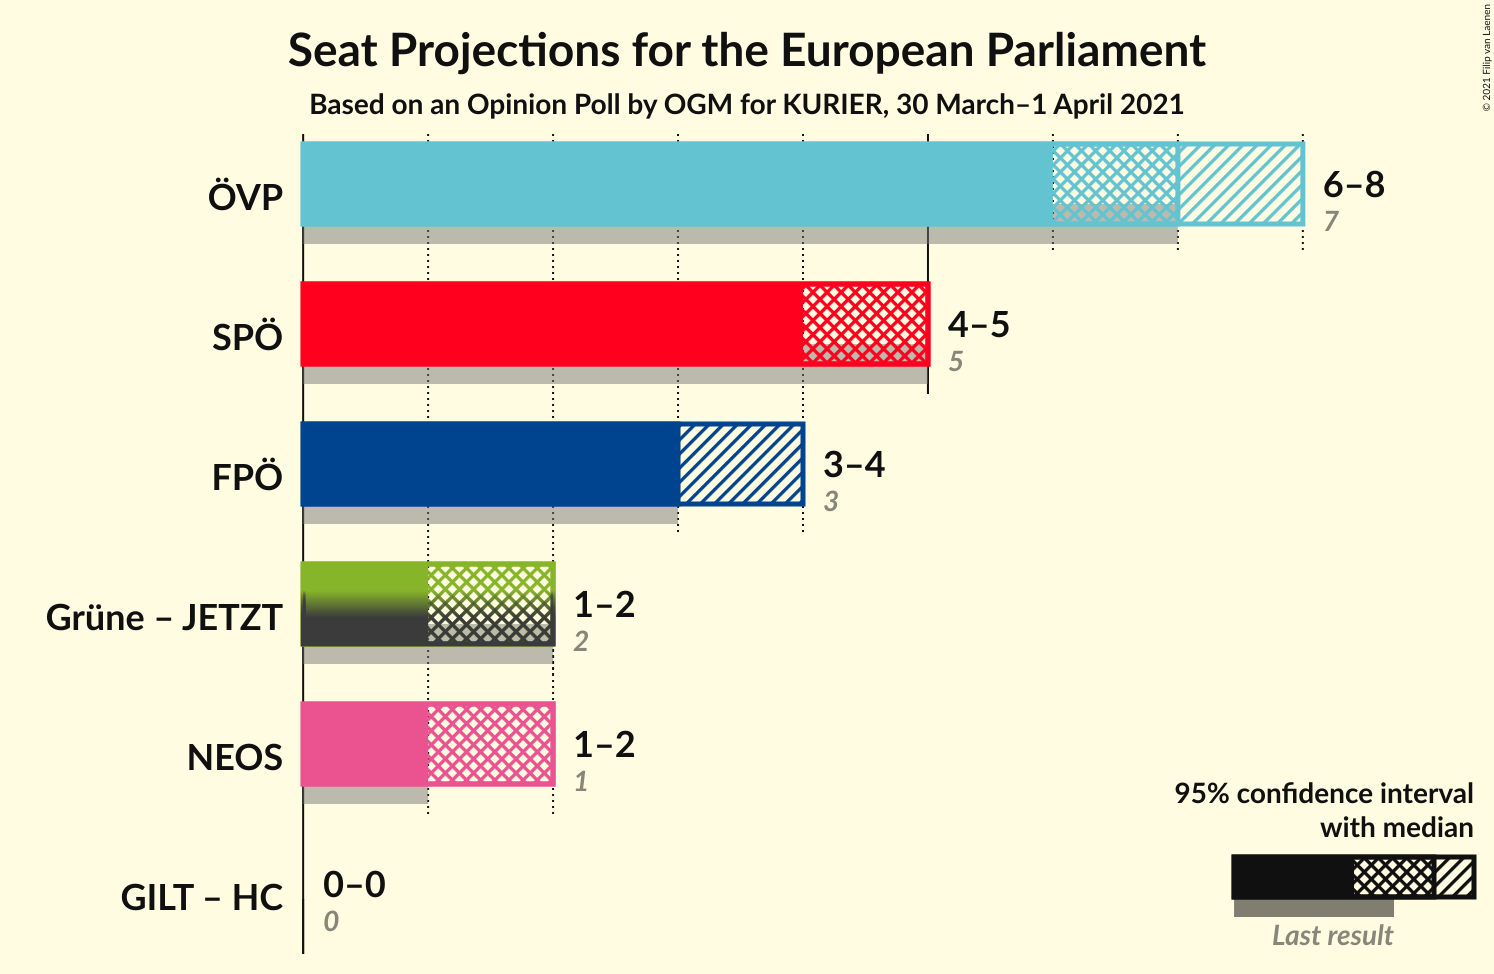 Seat Projections for the European Parliament
Based on an Opinion Poll by OGM for KURIER, 30 March–1 April 2021
© 2021 Filip van Laenen
ÖVP
6–8
7
SPÖ
4–5
5
FPÖ
3–4
3
Grüne – JETZT
1–2
2
NEOS
1–2
1
GILT – HC
0–0
0
95% confidence interval
with median
Last result